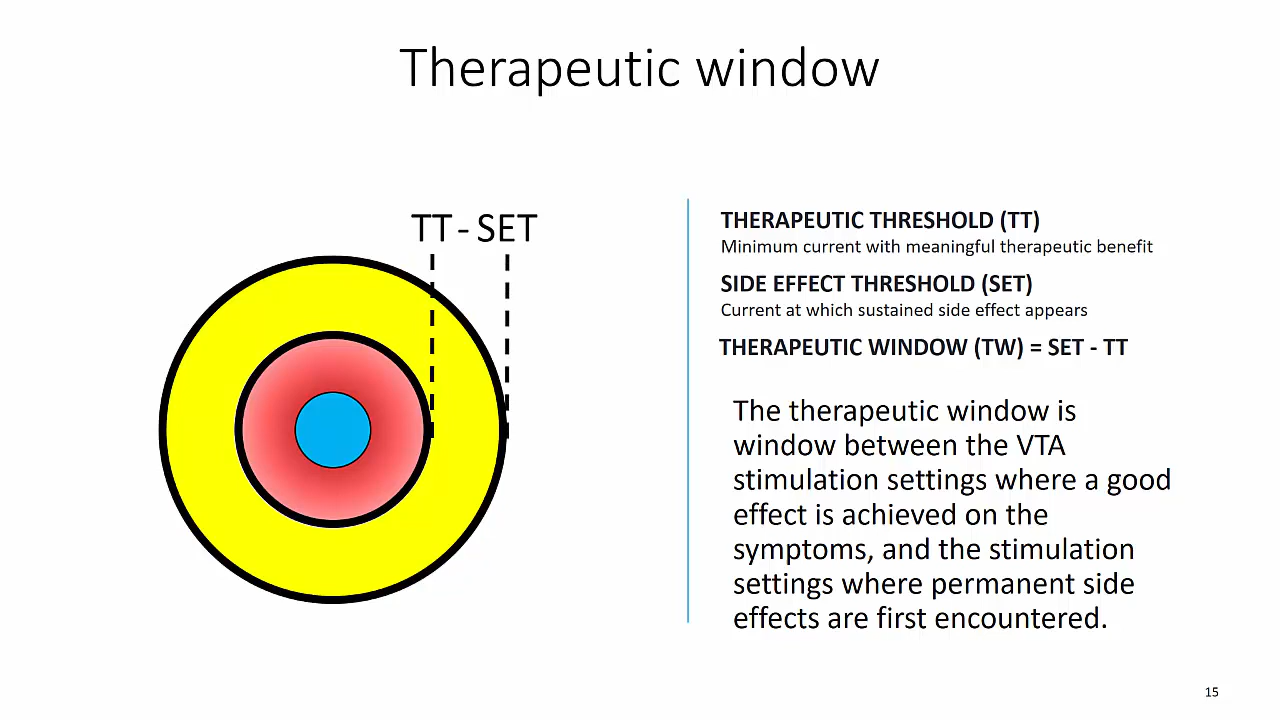 Therapeutic window
TT - SET
THERAPEUTIC THRESHOLD (TT)
Minimum current with meaningful therapeutic benefit
SIDE EFFECT THRESHOLD (SET)
Current at which sustained side effect appears
THERAPEUTIC WINDOW (TW) = SET - TT
The therapeutic window is
window between the VTA
stimulation settings where a good
effect is achieved on the
symptoms, and the stimulation
settings where permanent side
effects are first encountered.
15